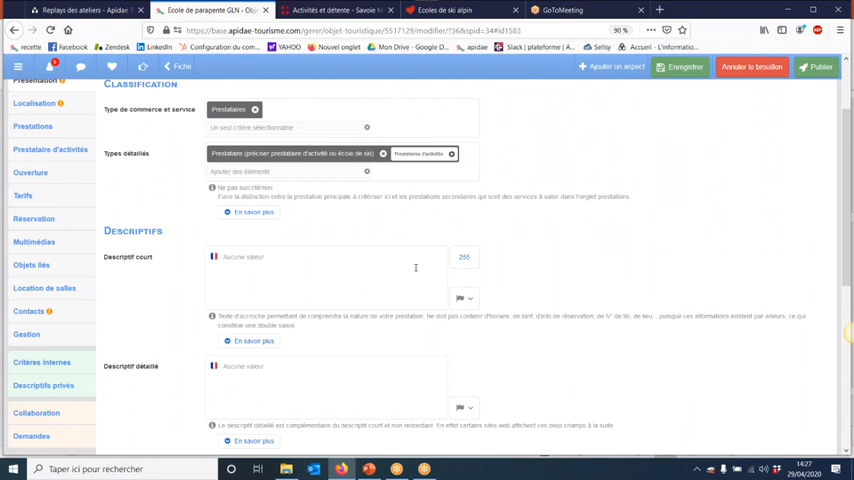 Replays des ateliers - Apidae T
Ecole de parapente GLN ‹ Obje
Activités et détente - Savoie M
Ecoles de ski alpin
GoToMeeting
https://base.apidae-tourisme.com/gerer/objet-touristique/5517129/modifier/?36&spid=34#id1583
90 %
recette
Facebook
Zendesk
LinkedIn
Configuration du com...
YAHOO
Nouvel onglet
Mon Drive - Google D...
apidae
Slack | plateforme | A...
Sellsy
Accueil - L'informatio...
Fiche
Ajouter un aspect
Enregistrer
Annuler le brouillon
Publier
Présentation
Localisation
Prestations
Prestataire d'activités
Ouverture
Tarifs
Réservation
Multimédias
Objets liés
Location de salles
Contacts
Gestion
Critères internes
Descriptifs privés
Collaboration
Demandes
CLASSIFICATION
Type de commerce et service
Prestataires
Un seul critère sélectionnable
Types détaillés
Prestataire (préciser prestataire d'activité ou école de ski)
Prestataires d'activités
Ajouter des éléments
Ne pas surcritériser.
Faire la distinction entre la prestation principale à critériser ici et les prestations secondaires qui sont des services à saisir dans l'onglet prestations.
En savoir plus
DESCRIPTIFS
Descriptif court
Aucune valeur
255
Texte d'accroche permettant de comprendre la nature de votre prestation. Ne doit pas contenir d'horaire, de tarif, d'info de réservation, de N° de tél, de lieu... puisque ces informations existent par ailleurs, ce qui
constitue une double saisie.
En savoir plus
Descriptif détaillé
Aucune valeur
Le descriptif détaillé est complémentaire du descriptif court et non redondant. En effet certains sites web affichent ces deux champs à la suite.
En savoir plus
Taper ici pour rechercher
14:27
29/04/2020